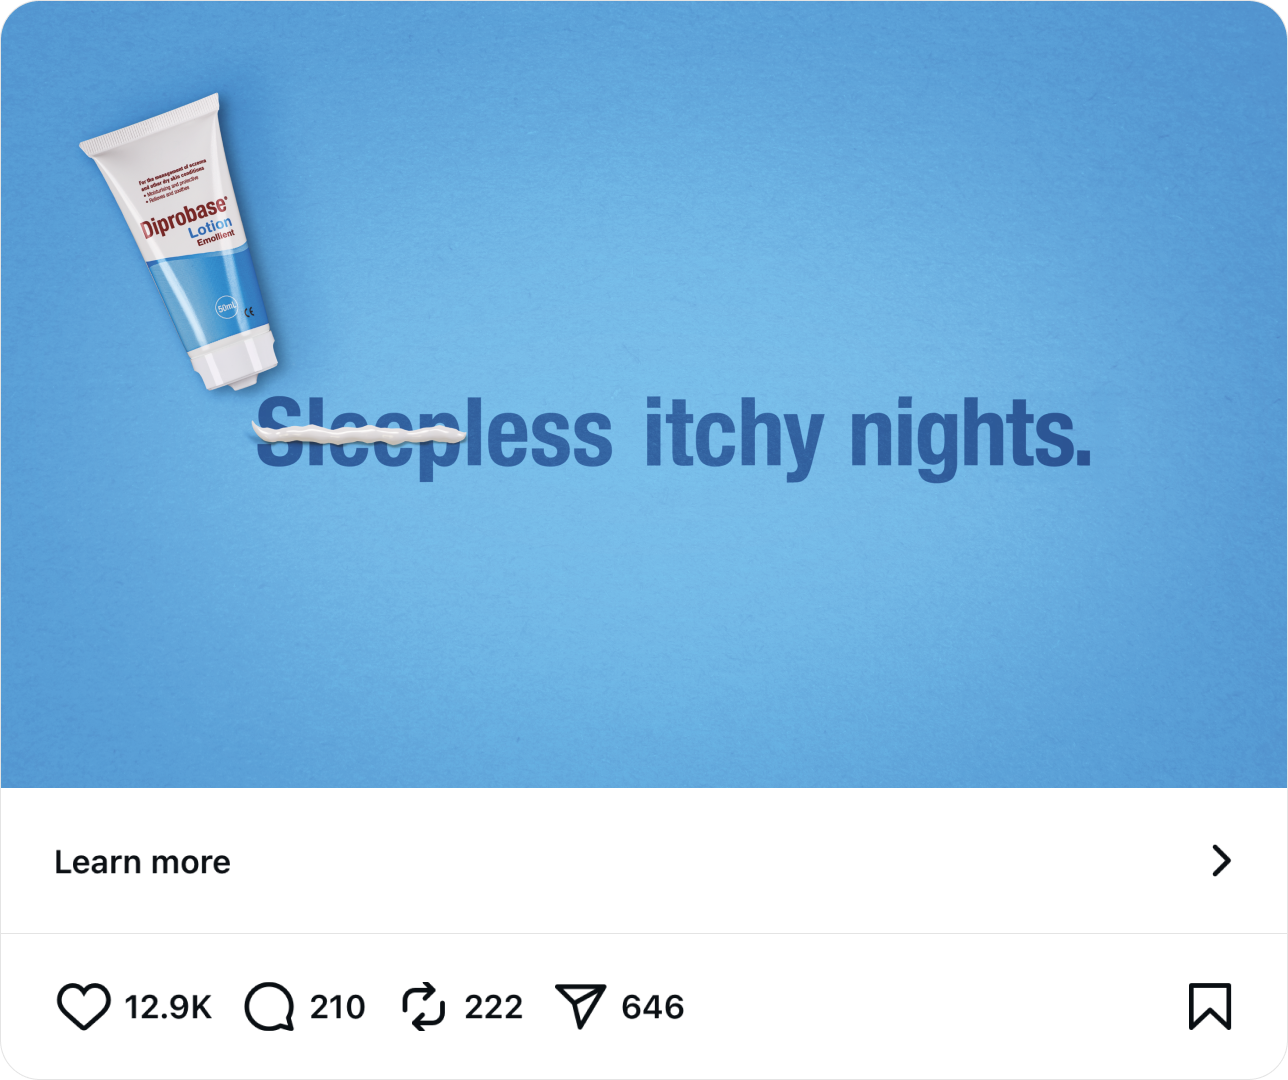 For the management of eczema
and other dry skin conditions
• Moisturising and protective
• Relieves and soothes
Diprobase®
Lotion
Emollient
50mL
CE
Sleepless itchy nights.
Learn more
12.9K 210 222 646